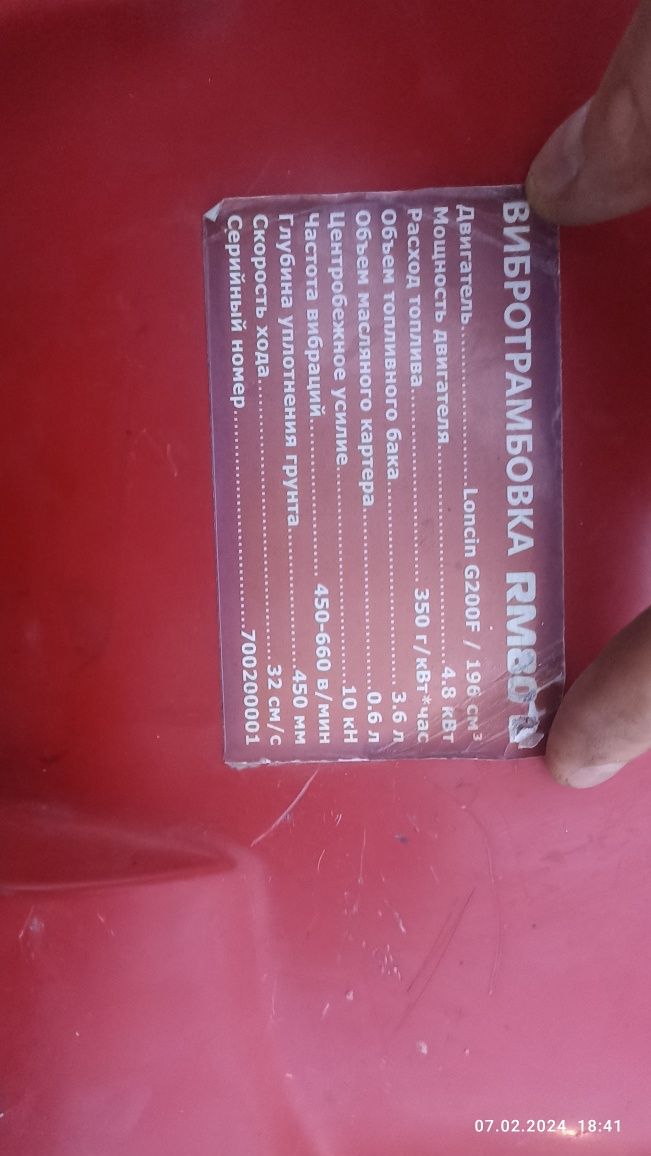 ВИБРОТРАМБОВКА
Двигатель........................Loncin G200F / 196 см³
Мощность двигателя........................4.8 кВт
Расход топлива........................350 г/кВт*час
Объем топливного бака........................3.6 л
Объем масляного картера........................0.6 л
Центробежное усилие........................10 кН
Частота вибраций........................450-660 в/мин
Глубина уплотнения грунта........................450 мм
Скорость хода........................32 см/с
Серийный номер........................700200001
07.02.2024 18:41